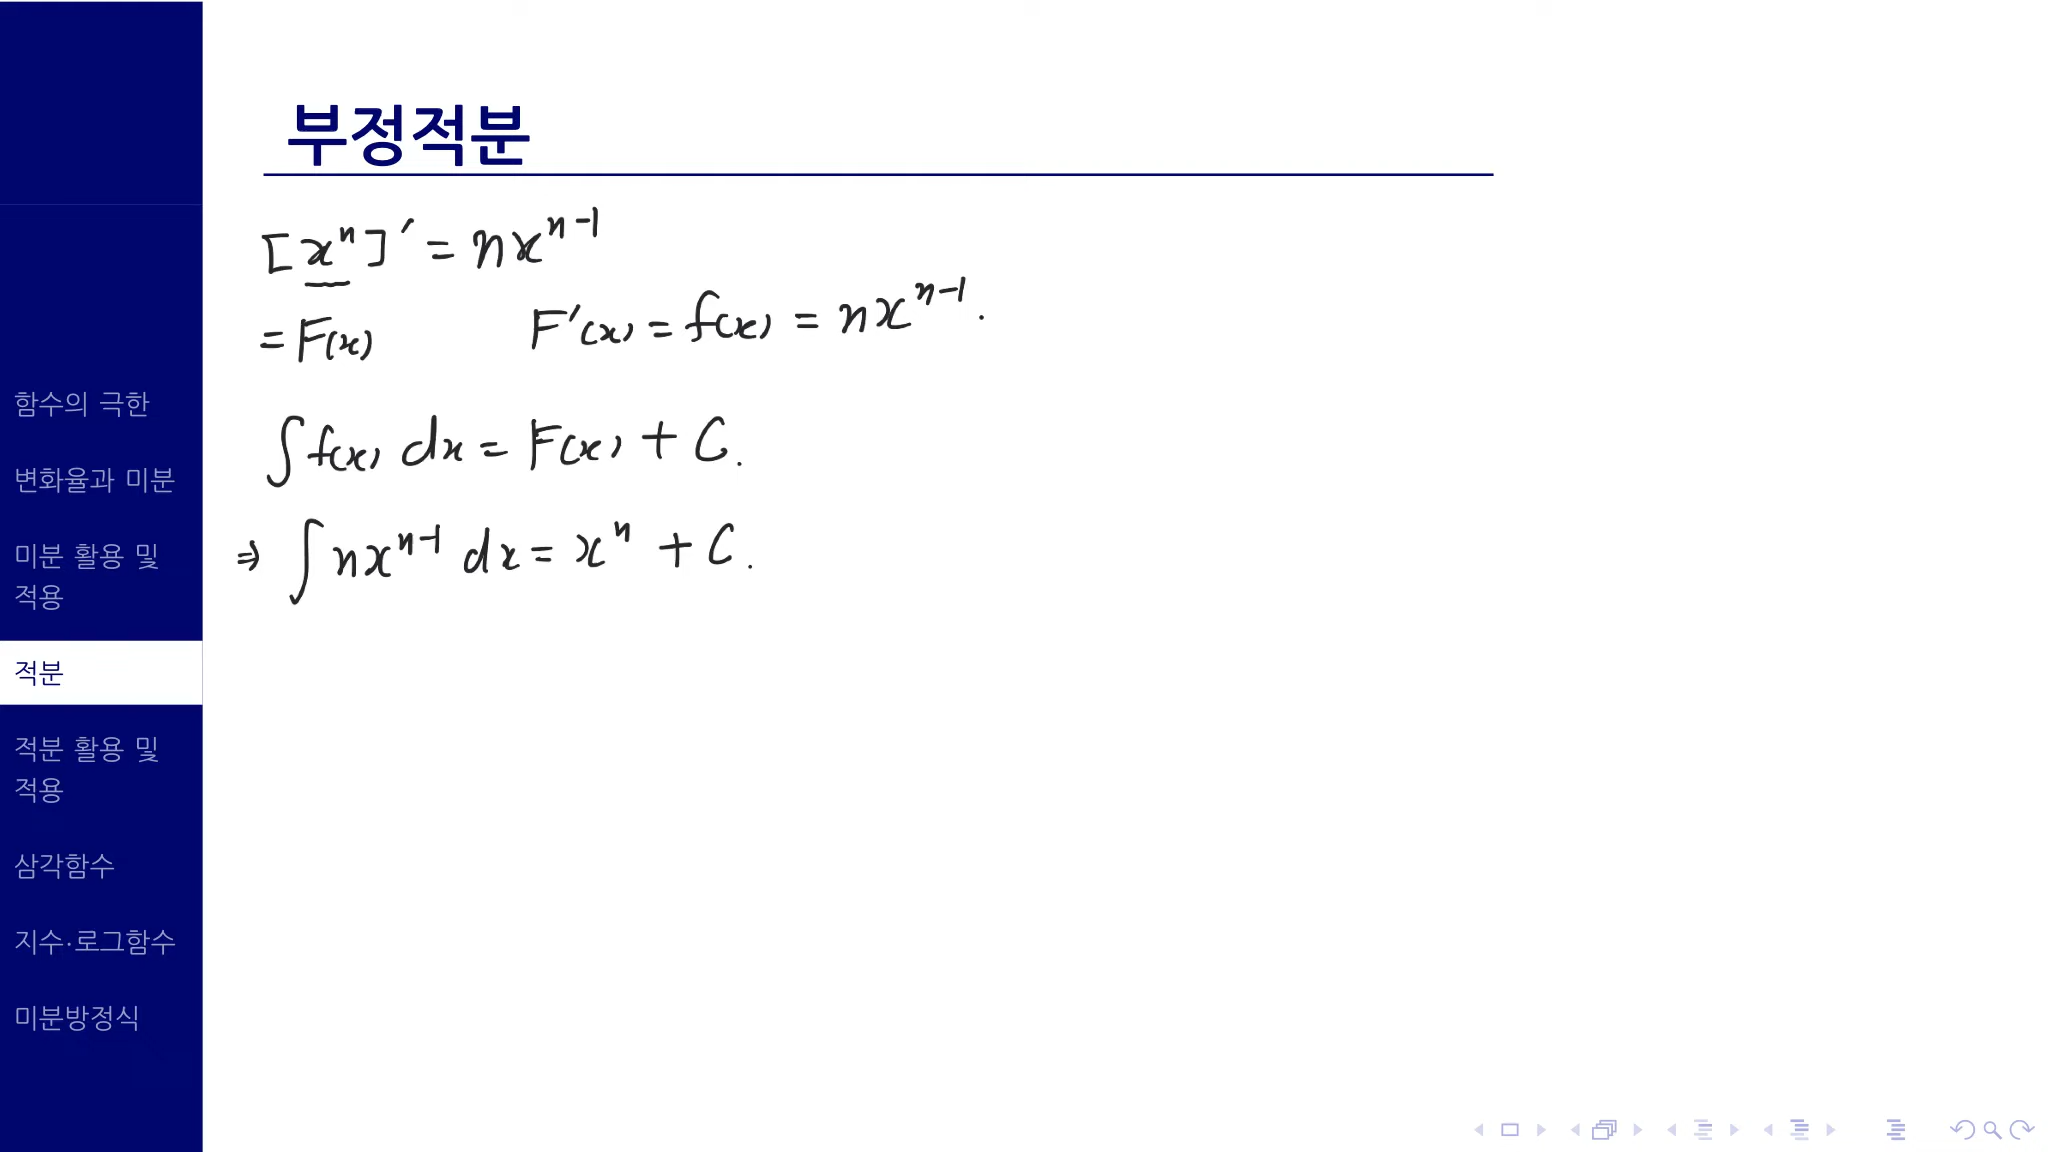 부정적분
[xⁿ]′ = nxⁿ⁻¹
= F(x)
F′(x) = f(x) = nxⁿ⁻¹.
∫f(x) dx = F(x) + C.
⇒ ∫nxⁿ⁻¹ dx = xⁿ + C.
함수의 극한
변화율과 미분
미분 활용 및
적용
적분
적분 활용 및
적용
삼각함수
지수·로그함수
미분방정식